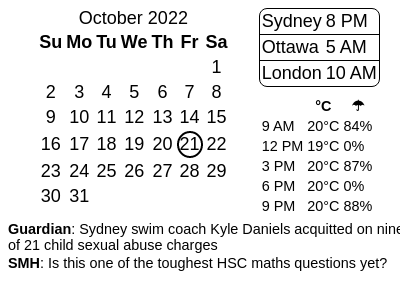 October 2022
Su Mo Tu We Th Fr Sa
1
2 3 4 5 6 7 8
9 10 11 12 13 14 15
16 17 18 19 20 21 22
23 24 25 26 27 28 29
30 31
Sydney 8 PM
Ottawa 5 AM
London 10 AM
°C ☂
9 AM 20°C 84%
12 PM 19°C 0%
3 PM 20°C 87%
6 PM 20°C 0%
9 PM 20°C 88%
Guardian: Sydney swim coach Kyle Daniels acquitted on nine
of 21 child sexual abuse charges
SMH: Is this one of the toughest HSC maths questions yet?